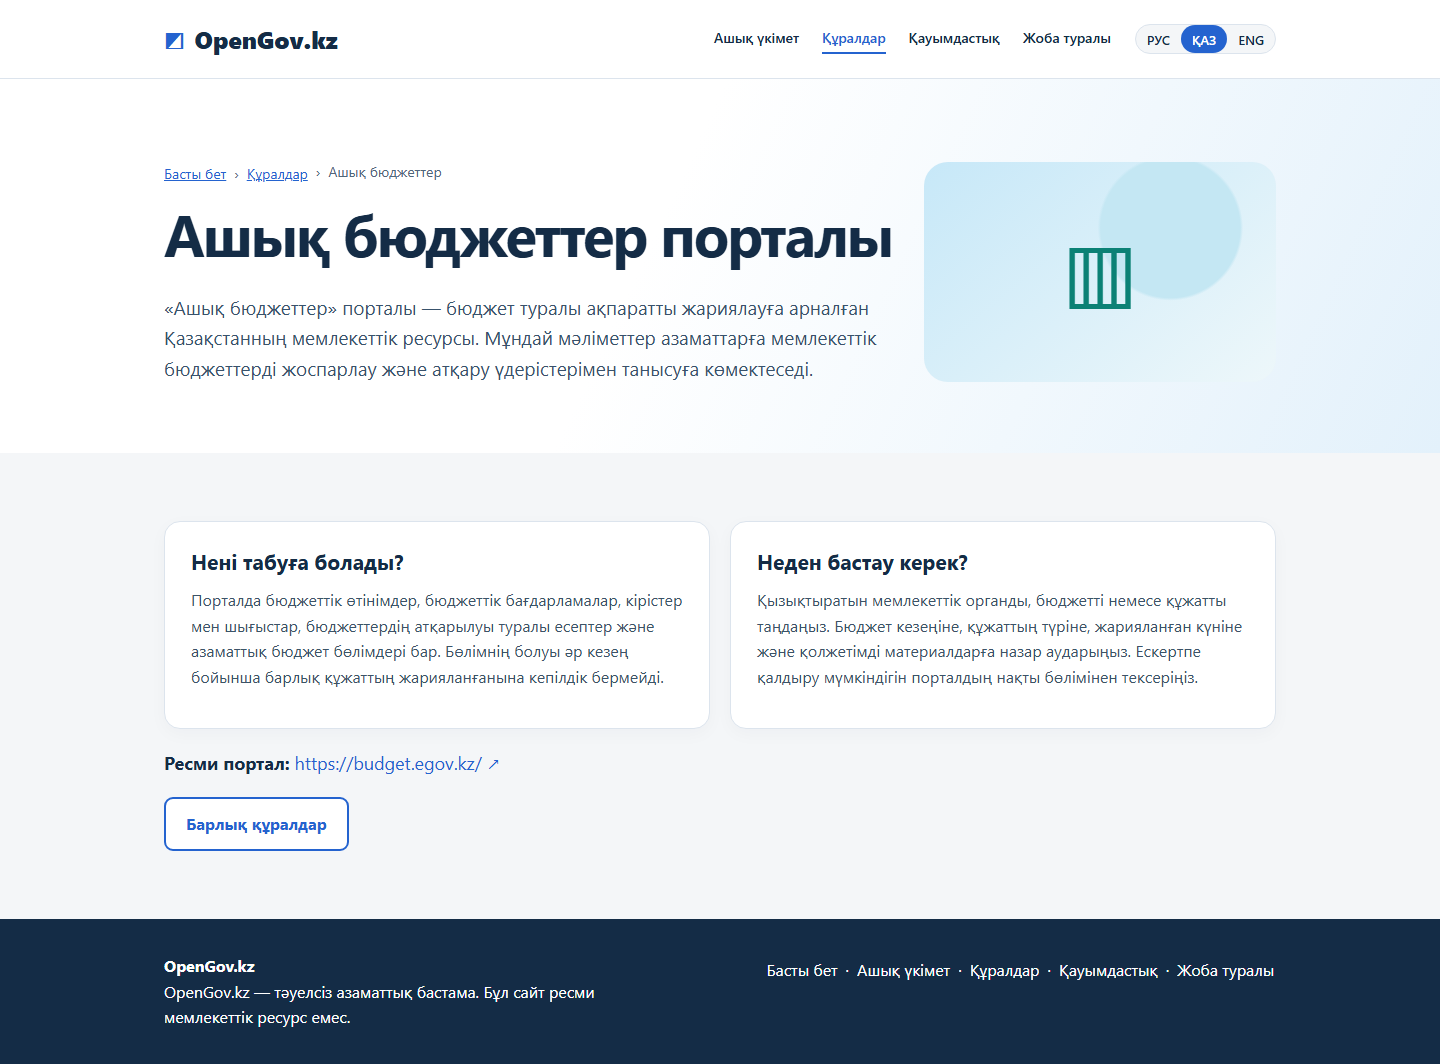 OpenGov.kz
Ашық үкімет Құралдар Қауымдастық Жоба туралы РУС ҚАЗ ENG
Басты бет › Құралдар › Ашық бюджеттер
Ашық бюджеттер порталы
«Ашық бюджеттер» порталы — бюджет туралы ақпаратты жариялауға арналған
Қазақстанның мемлекеттік ресурсы. Мұндай мәліметтер азаматтарға мемлекеттік
бюджеттерді жоспарлау және атқару үдерістерімен танысуға көмектеседі.
Нені табуға болады?
Порталда бюджеттік өтінімдер, бюджеттік бағдарламалар, кірістер
мен шығыстар, бюджеттердің атқарылуы туралы есептер және
азаматтық бюджет бөлімдері бар. Бөлімнің болуы әр кезең
бойынша барлық құжаттың жарияланғанына кепілдік бермейді.
Неден бастау керек?
Қызықтыратын мемлекеттік органды, бюджетті немесе құжатты
таңдаңыз. Бюджет кезеңіне, құжаттың түріне, жарияланған күніне
және қолжетімді материалдарға назар аударыңыз. Ескертпе
қалдыру мүмкіндігін порталдың нақты бөлімінен тексеріңіз.
Ресми портал: https://budget.egov.kz/ ↗
Барлық құралдар
OpenGov.kz
OpenGov.kz — тәуелсіз азаматтық бастама. Бұл сайт ресми
мемлекеттік ресурс емес.
Басты бет · Ашық үкімет · Құралдар · Қауымдастық · Жоба туралы